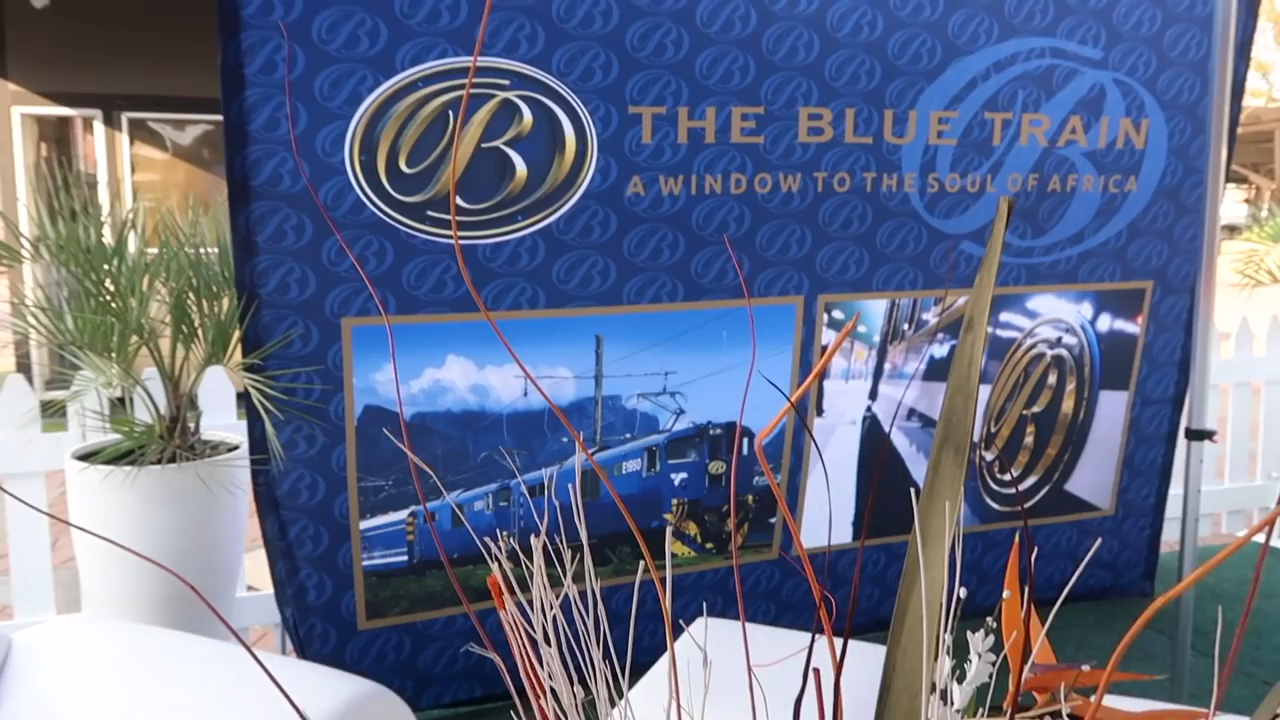 B
THE BLUE TRAIN
A WINDOW TO THE SOUL OF AFRICA
E1950
B